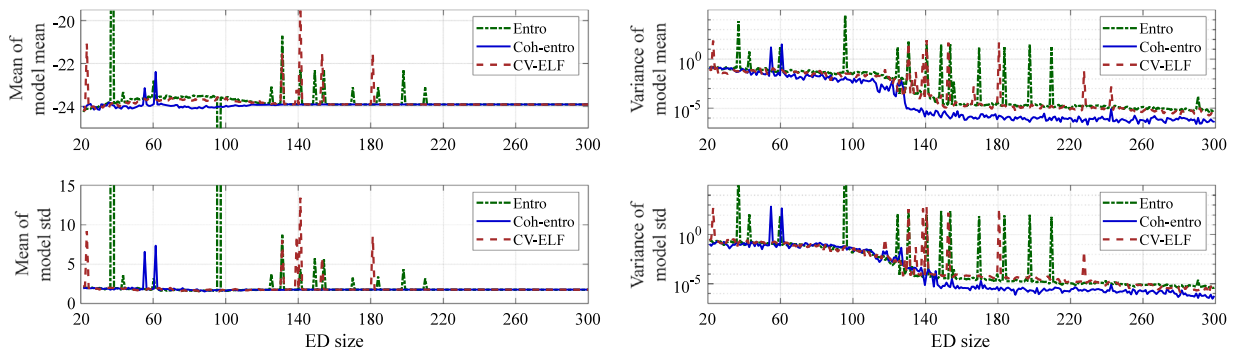 Mean of
model mean
-20
-22
-24
20
60
100
140
180
220
260
300
Entro
Coh-entro
CV-ELF
Variance of
model mean
10^0
10^-5
20
60
100
140
180
220
260
300
Entro
Coh-entro
CV-ELF
Mean of
model std
15
10
5
0
20
60
100
140
180
220
260
300
ED size
Entro
Coh-entro
CV-ELF
Variance of
model std
10^0
10^-5
20
60
100
140
180
220
260
300
ED size
Entro
Coh-entro
CV-ELF